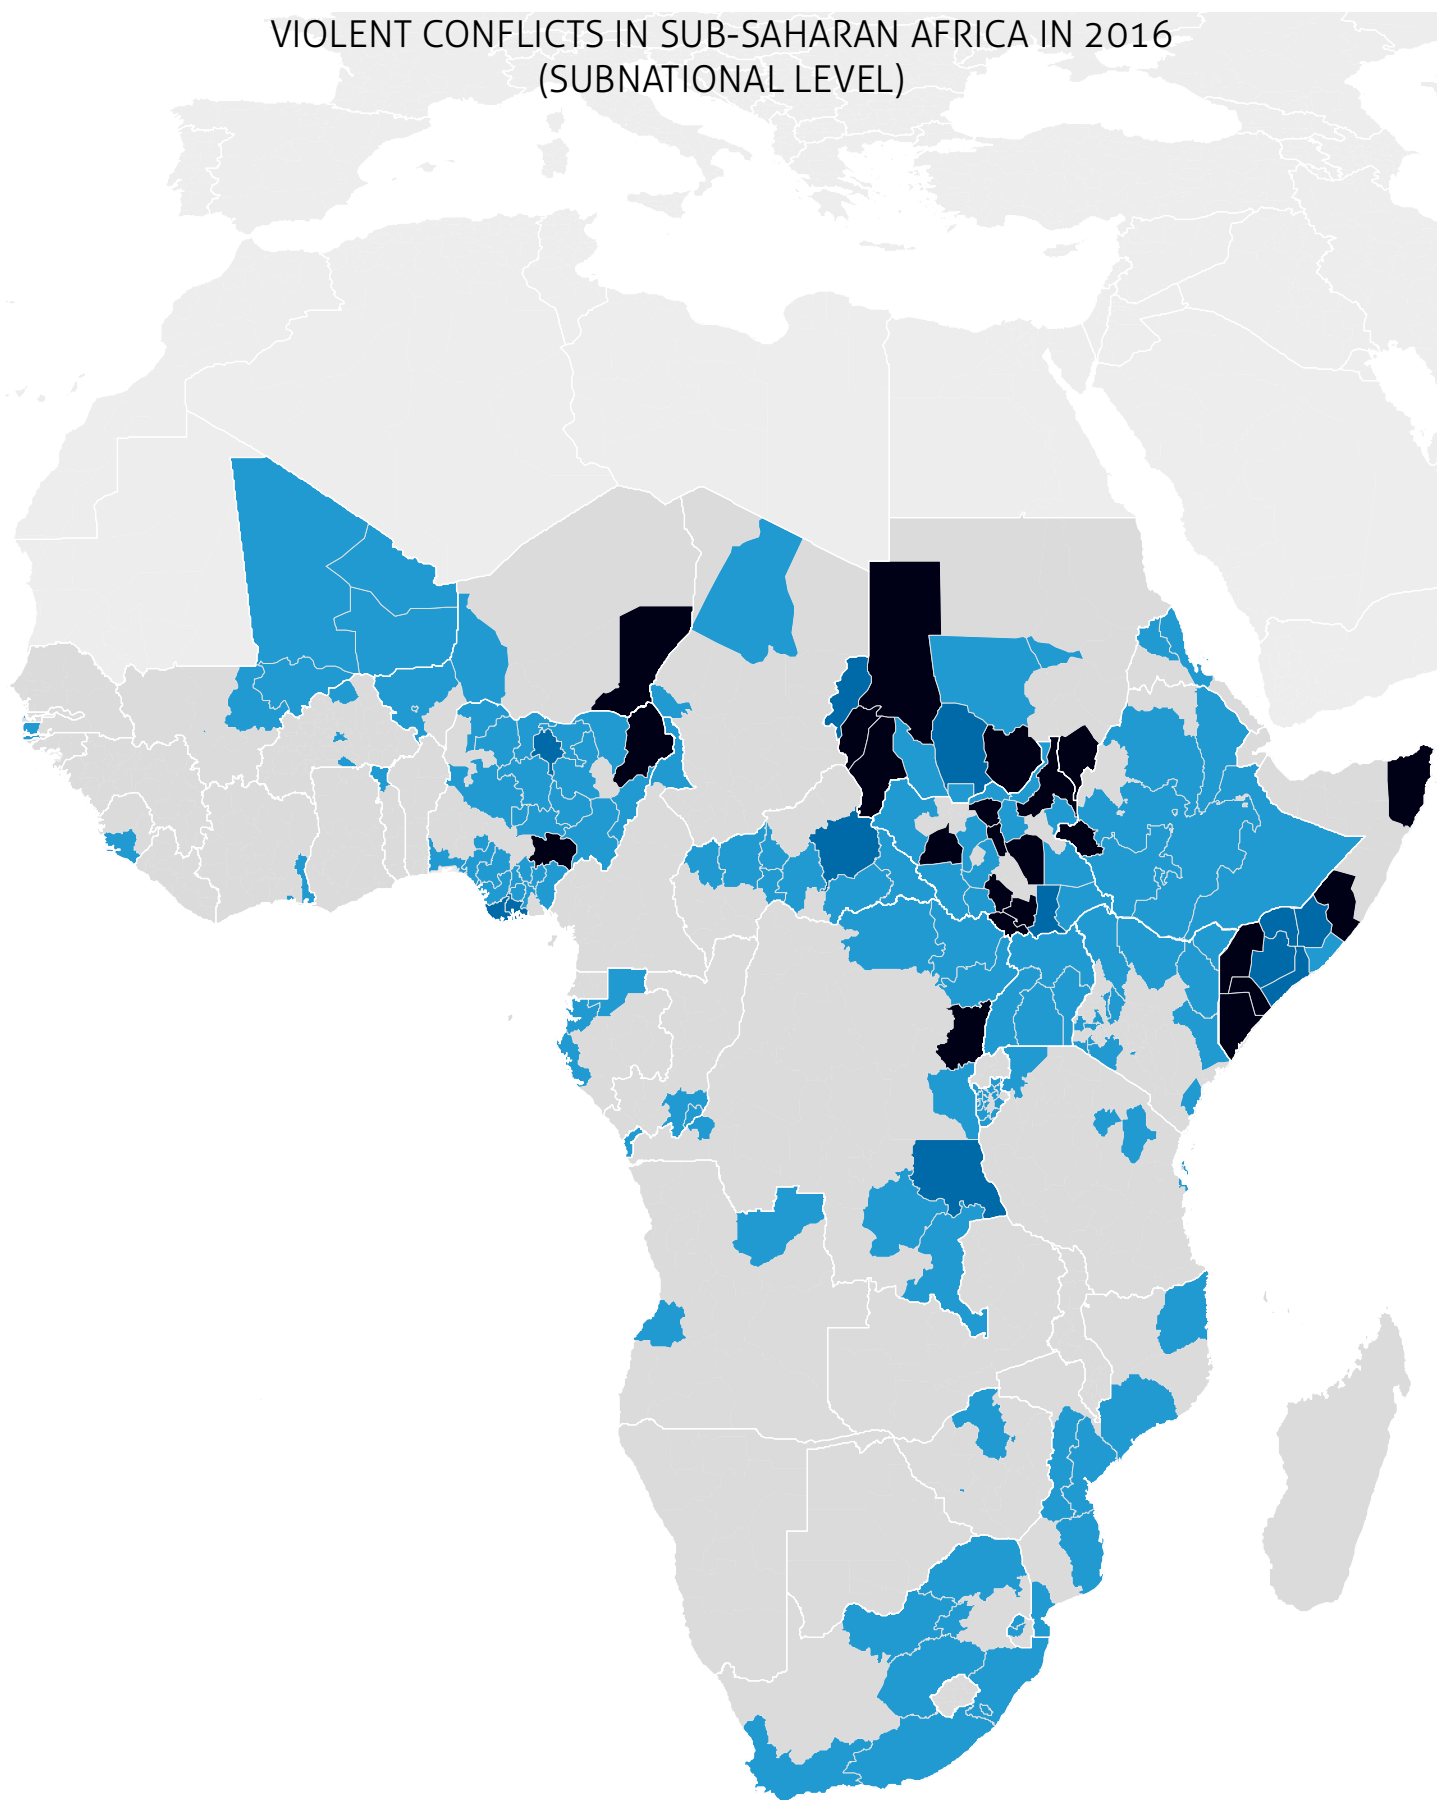 VIOLENT CONFLICTS IN SUB-SAHARAN AFRICA IN 2016
(SUBNATIONAL LEVEL)